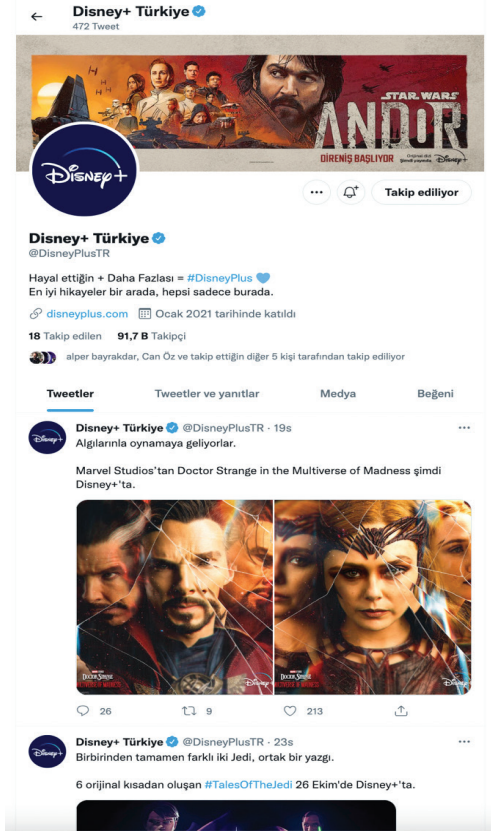 Disney+ Türkiye
472 Tweet
STAR WARS
ANDOR
DİRENİŞ BAŞLIYOR
Disney+
Disney+
Takip ediliyor
Disney+ Türkiye
@DisneyPlusTR
Hayal ettiğin + Daha Fazlası = #DisneyPlus
En iyi hikayeler bir arada, hepsi sadece burada.
disneyplus.com Ocak 2021 tarihinde katıldı
18 Takip edilen 91,7 B Takipçi
alper bayrakdar, Can Öz ve takip ettiğin diğer 5 kişi tarafından takip ediliyor
Tweetler Tweetler ve yanıtlar Medya Beğeni
Disney+
Disney+ Türkiye @DisneyPlusTR · 19s
Algılarınla oynamaya geliyorlar.
Marvel Studios'tan Doctor Strange in the Multiverse of Madness şimdi
Disney+'ta.
DOCTOR STRANGE
Disney+
DOCTOR STRANGE
Disney+
26 9 213
Disney+
Disney+ Türkiye @DisneyPlusTR · 23s
Birbirinden tamamen farklı iki Jedi, ortak bir yazgı.
6 orijinal kısadan oluşan #TalesOfTheJedi 26 Ekim'de Disney+'ta.